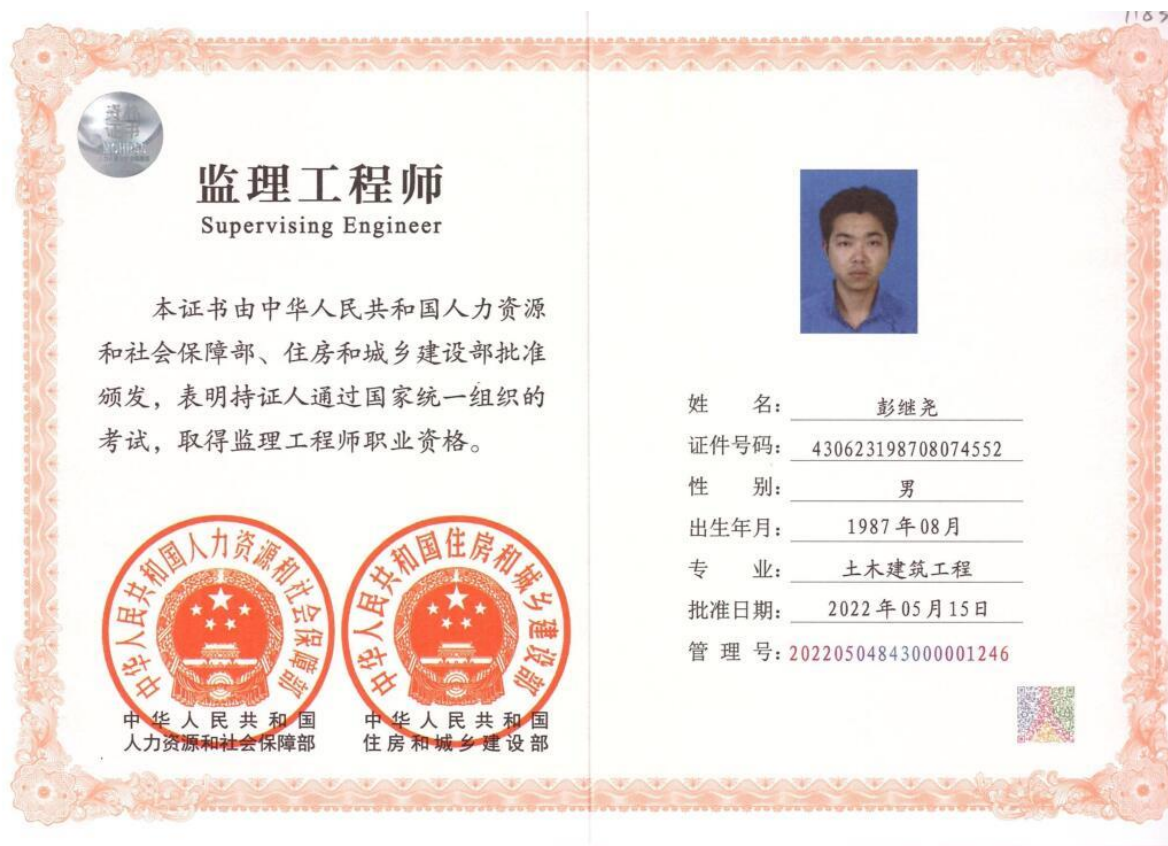 1185
资格
证书
监理工程师
Supervising Engineer
本证书由中华人民共和国人力资源
和社会保障部、住房和城乡建设部批准
颁发，表明持证人通过国家统一组织的
考试，取得监理工程师职业资格。
中华人民共和国人力资源和社会保障部
中华人民共和国住房和城乡建设部
中华人民共和国
人力资源和社会保障部
中华人民共和国
住房和城乡建设部
姓 名： 彭继尧
证件号码： 430623198708074552
性 别： 男
出生年月： 1987年08月
专 业： 土木建筑工程
批准日期： 2022年05月15日
管 理 号：20220504843000001246